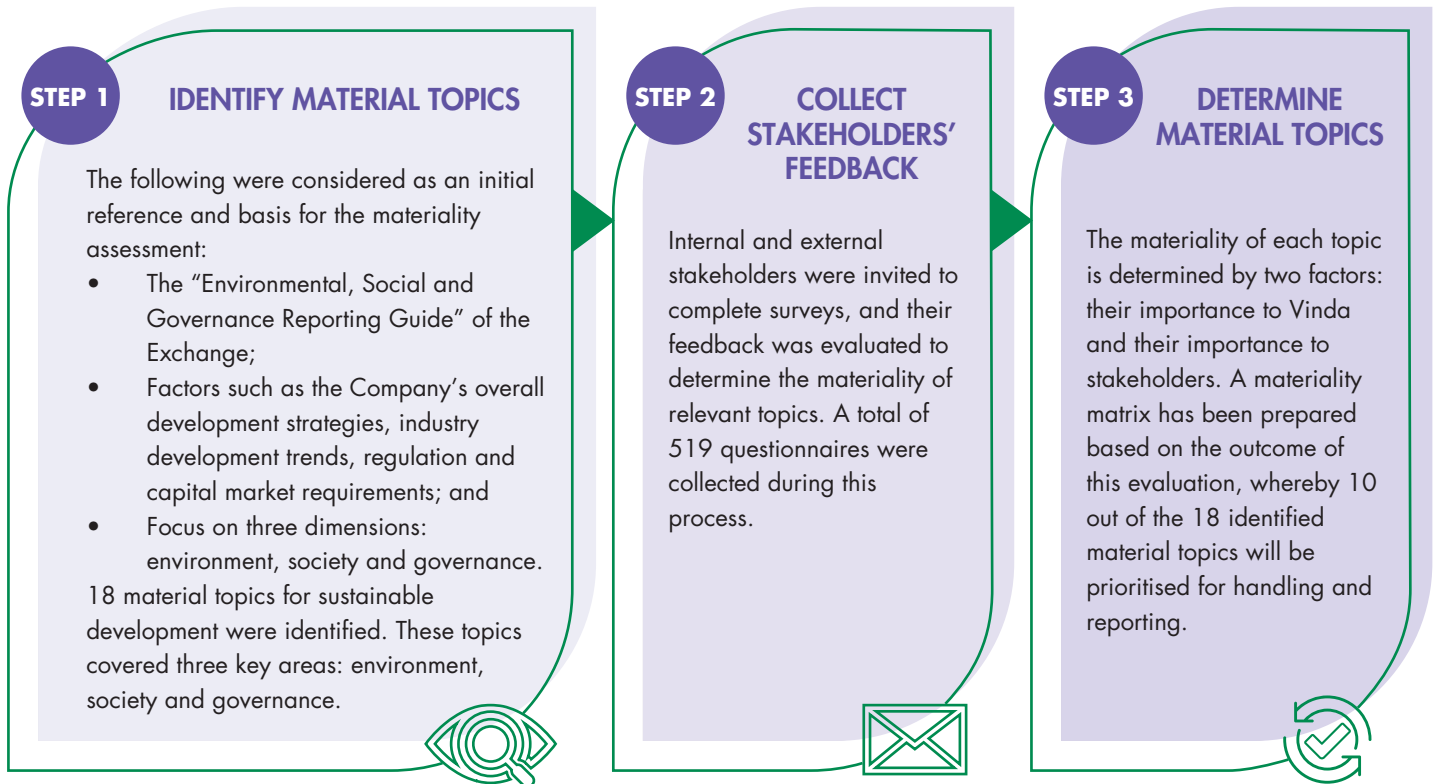 STEP 1
IDENTIFY MATERIAL TOPICS
The following were considered as an initial
reference and basis for the materiality
assessment:
• The “Environmental, Social and
Governance Reporting Guide” of the
Exchange;
• Factors such as the Company’s overall
development strategies, industry
development trends, regulation and
capital market requirements; and
• Focus on three dimensions:
environment, society and governance.
18 material topics for sustainable
development were identified. These topics
covered three key areas: environment,
society and governance.
STEP 2
COLLECT
STAKEHOLDERS’
FEEDBACK
Internal and external
stakeholders were invited to
complete surveys, and their
feedback was evaluated to
determine the materiality of
relevant topics. A total of
519 questionnaires were
collected during this
process.
STEP 3
DETERMINE
MATERIAL TOPICS
The materiality of each topic
is determined by two factors:
their importance to Vinda
and their importance to
stakeholders. A materiality
matrix has been prepared
based on the outcome of
this evaluation, whereby 10
out of the 18 identified
material topics will be
prioritised for handling and
reporting.